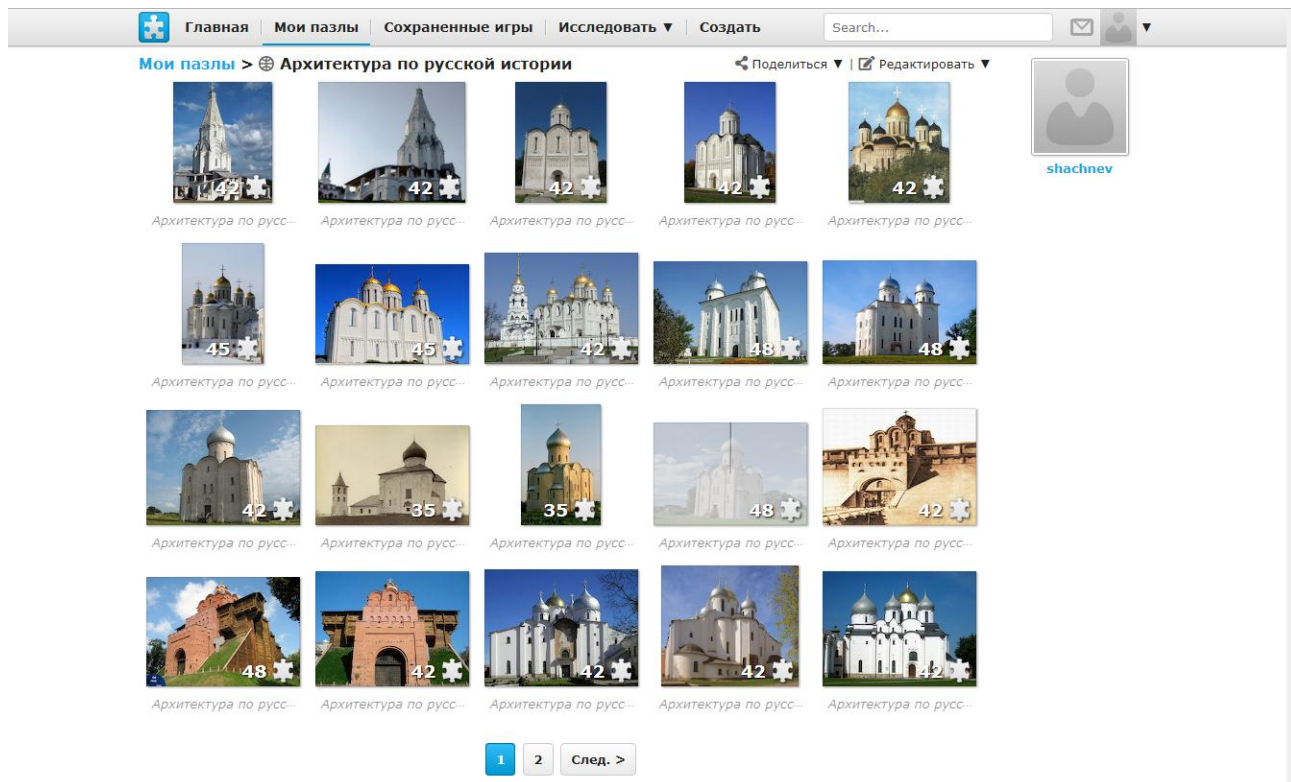 Главная Мои пазлы Сохраненные игры Исследовать ▼ Создать Search... ▼
Мои пазлы > Архитектура по русской истории Поделиться ▼ | Редактировать ▼
shachnev
42 42 42 42 42
Архитектура по русс... Архитектура по русс... Архитектура по русс... Архитектура по русс... Архитектура по русс...
45 45 42 48 48
Архитектура по русс... Архитектура по русс... Архитектура по русс... Архитектура по русс... Архитектура по русс...
42 35 35 48 42
Архитектура по русс... Архитектура по русс... Архитектура по русс... Архитектура по русс... Архитектура по русс...
48 42 42 42 42
Архитектура по русс... Архитектура по русс... Архитектура по русс... Архитектура по русс... Архитектура по русс...
1 2 След. >